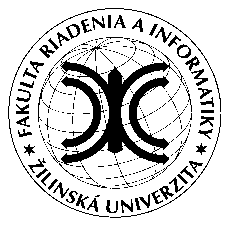 FAKULTA RIADENIA A INFORMATIKY
ŽILINSKÁ UNIVERZITA